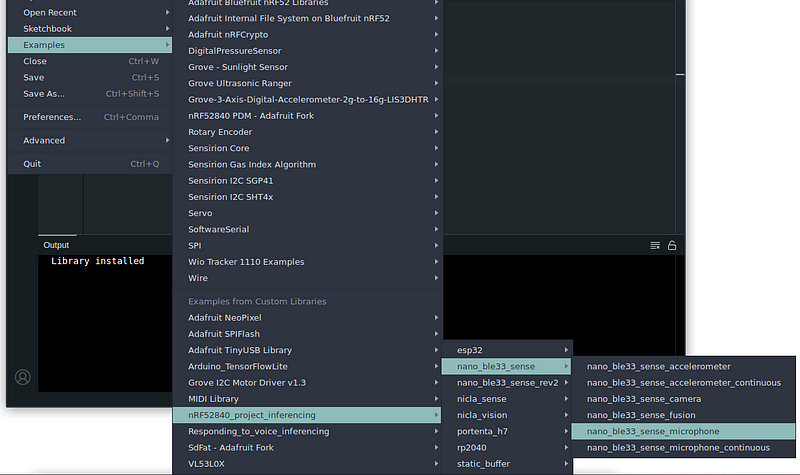 Open Recent
Sketchbook
Examples
Close Ctrl+W
Save Ctrl+S
Save As... Ctrl+Shift+S
Preferences... Ctrl+Comma
Advanced
Quit Ctrl+Q
Output
Library installed
Adafruit Bluefruit nRF52 Libraries
Adafruit Internal File System on Bluefruit nRF52
Adafruit nRFCrypto
DigitalPressureSensor
Grove - Sunlight Sensor
Grove Ultrasonic Ranger
Grove-3-Axis-Digital-Accelerometer-2g-to-16g-LIS3DHTR
nRF52840 PDM - Adafruit Fork
Rotary Encoder
Sensirion Core
Sensirion Gas Index Algorithm
Sensirion I2C SGP41
Sensirion I2C SHT4x
Servo
SoftwareSerial
SPI
Wio Tracker 1110 Examples
Wire
Examples from Custom Libraries
Adafruit NeoPixel
Adafruit SPIFlash
Adafruit TinyUSB Library
Arduino_TensorFlowLite
Grove I2C Motor Driver v1.3
MIDI Library
nRF52840_project_inferencing
Responding_to_voice_inferencing
SdFat - Adafruit Fork
VL53L0X
esp32
nano_ble33_sense
nano_ble33_sense_rev2
nicla_sense
nicla_vision
portenta_h7
rp2040
static_buffer
nano_ble33_sense_accelerometer
nano_ble33_sense_accelerometer_continuous
nano_ble33_sense_camera
nano_ble33_sense_fusion
nano_ble33_sense_microphone
nano_ble33_sense_microphone_continuous